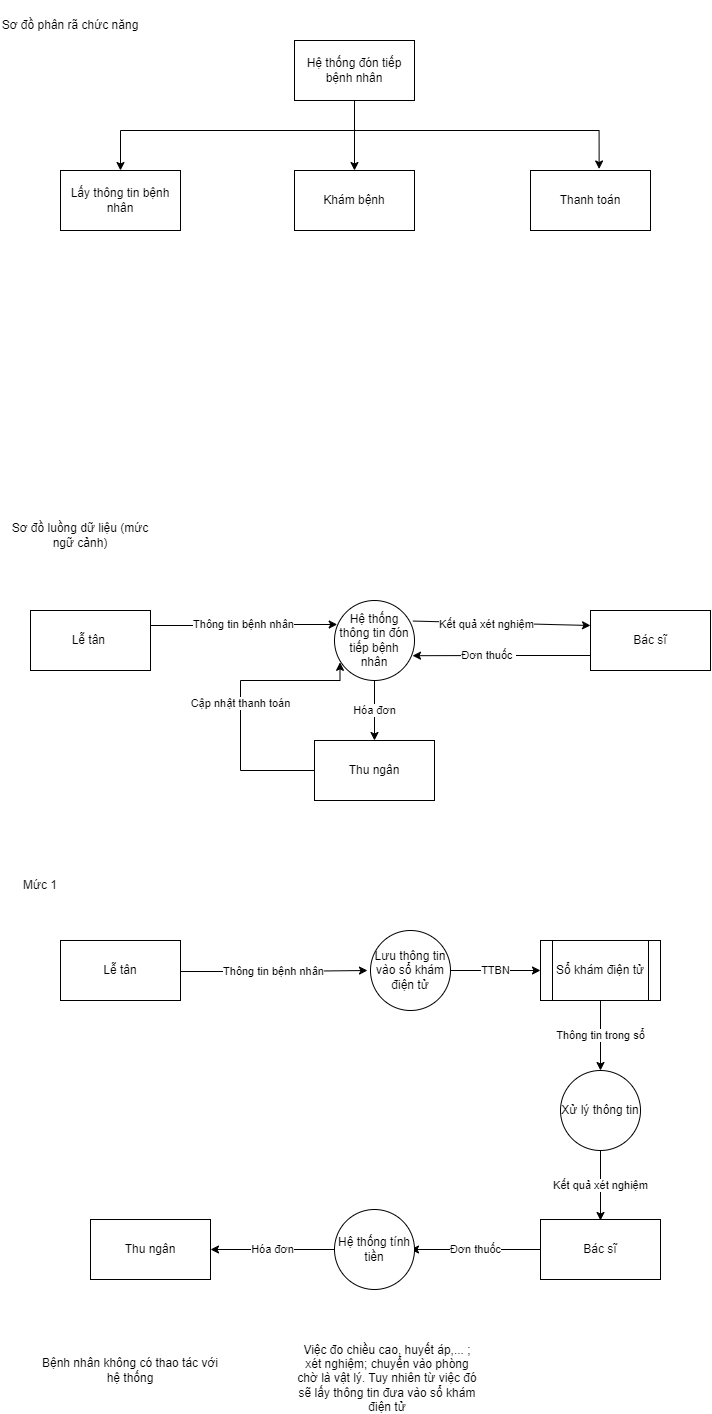 Sơ đồ phân rã chức năng
Hệ thống đón tiếp
bệnh nhân
Lấy thông tin bệnh
nhân
Khám bệnh
Thanh toán
Sơ đồ luồng dữ liệu (mức
ngữ cảnh)
Lễ tân
Thông tin bệnh nhân
Hệ thống
thông tin đón
tiếp bệnh
nhân
Kết quả xét nghiệm
Đơn thuốc
Bác sĩ
Cập nhật thanh toán
Hóa đơn
Thu ngân
Mức 1
Lễ tân
Thông tin bệnh nhân
Lưu thông tin
vào sổ khám
điện tử
TTBN
Sổ khám điện tử
Thông tin trong sổ
Xử lý thông tin
Kết quả xét nghiệm
Thu ngân
Hóa đơn
Hệ thống tính
tiền
Đơn thuốc
Bác sĩ
Bệnh nhân không có thao tác với
hệ thống
Việc đo chiều cao, huyết áp,... ;
xét nghiệm; chuyển vào phòng
chờ là vật lý. Tuy nhiên từ việc đó
sẽ lấy thông tin đưa vào sổ khám
điện tử